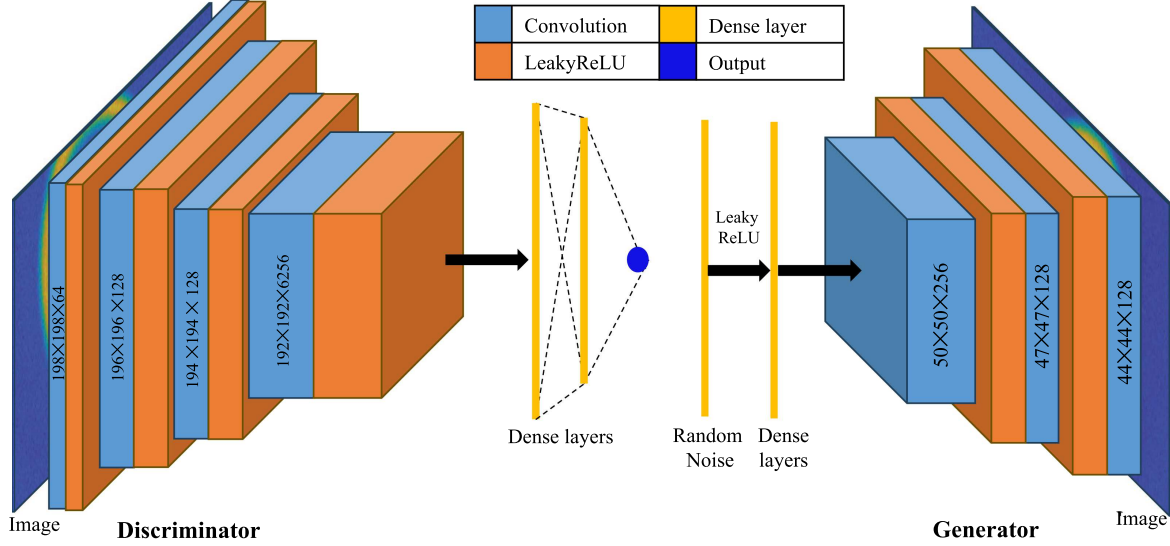 Convolution
Dense layer
LeakyReLU
Output
198×198×64
196×196 ×128
194 ×194 × 128
192×192×6256
Dense layers
Leaky
ReLU
Random
Noise
Dense
layers
50×50×256
47×47×128
44×44×128
Image
Discriminator
Generator
Image